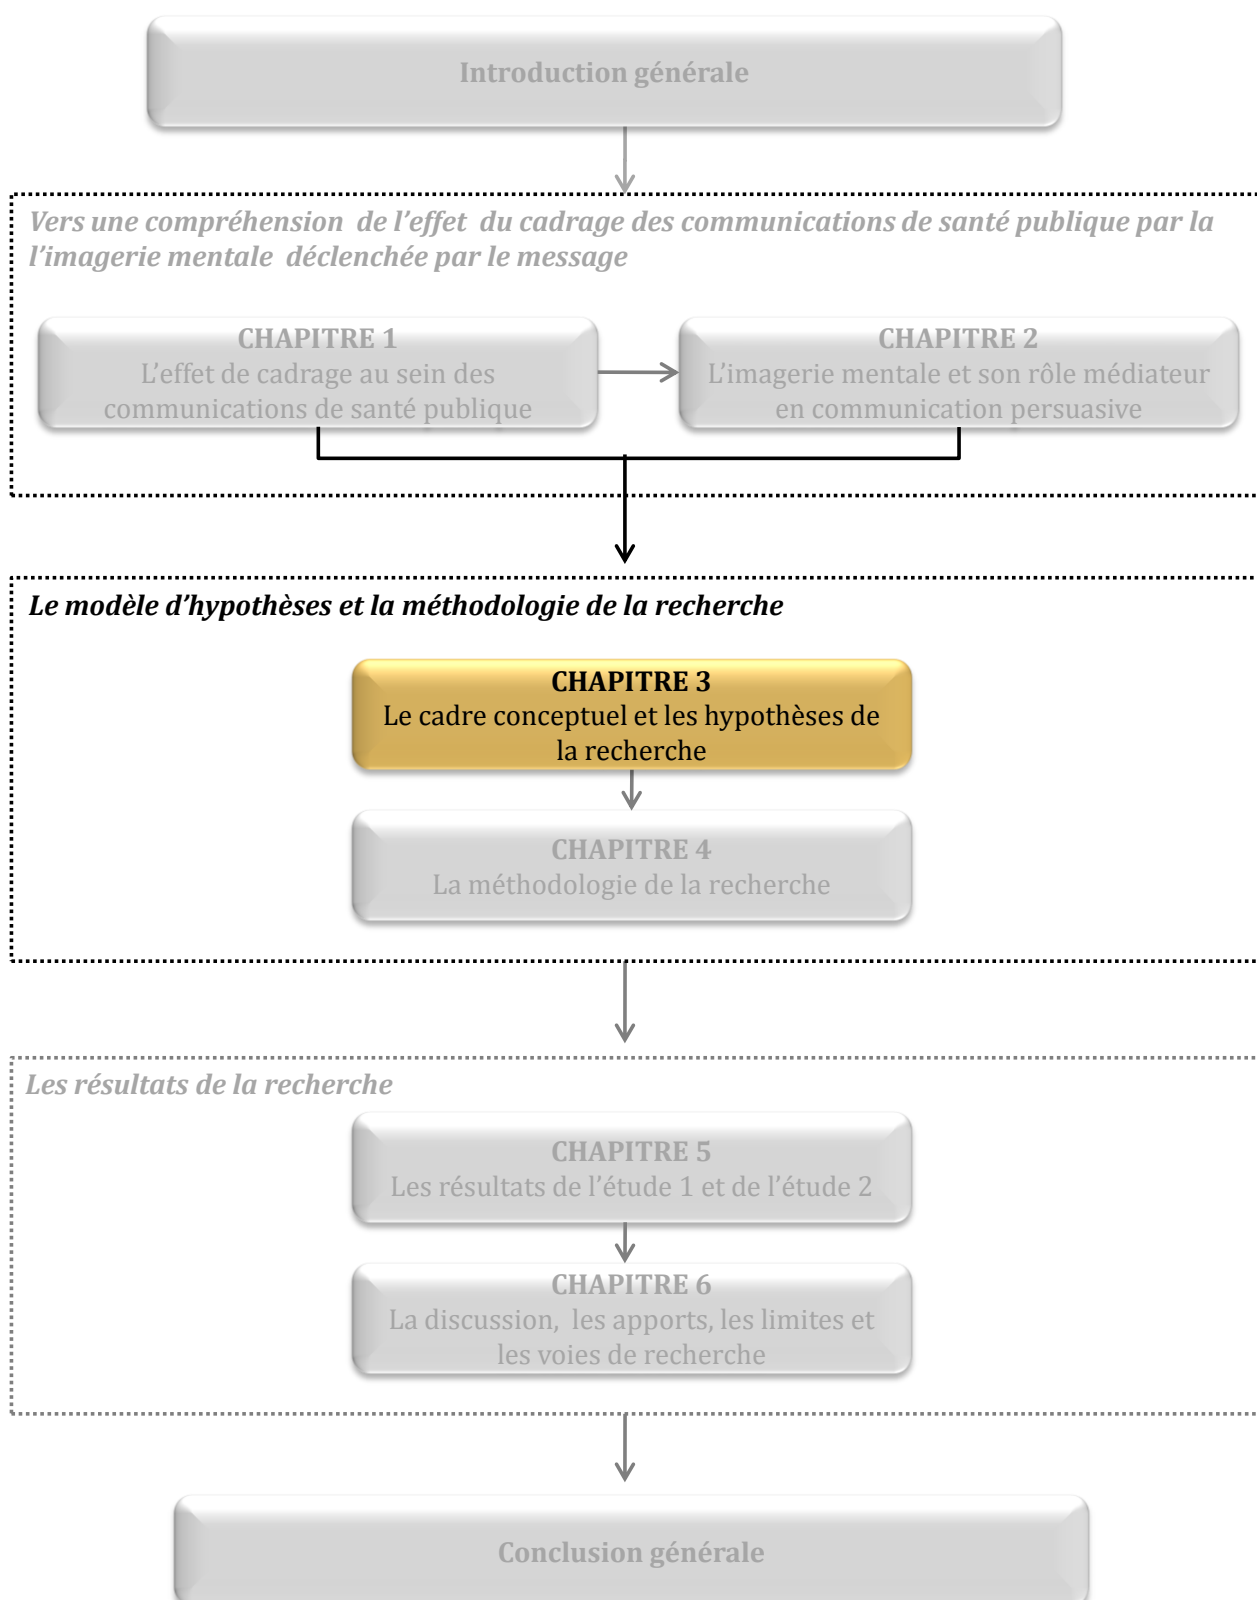 Introduction générale
Vers une compréhension de l’effet du cadrage des communications de santé publique par la
l’imagerie mentale déclenchée par le message
CHAPITRE 1
L’effet de cadrage au sein des
communications de santé publique
CHAPITRE 2
L’imagerie mentale et son rôle médiateur
en communication persuasive
Le modèle d’hypothèses et la méthodologie de la recherche
CHAPITRE 3
Le cadre conceptuel et les hypothèses de
la recherche
CHAPITRE 4
La méthodologie de la recherche
Les résultats de la recherche
CHAPITRE 5
Les résultats de l’étude 1 et de l’étude 2
CHAPITRE 6
La discussion, les apports, les limites et
les voies de recherche
Conclusion générale